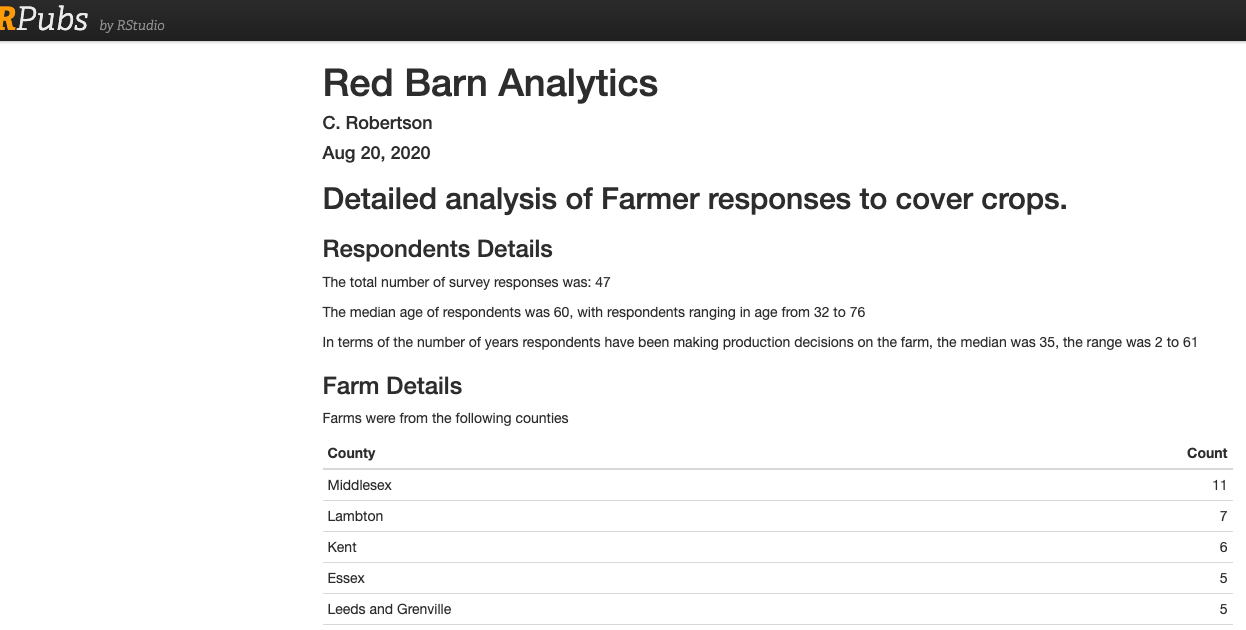 RPubs by RStudio
Red Barn Analytics
C. Robertson
Aug 20, 2020
Detailed analysis of Farmer responses to cover crops.
Respondents Details
The total number of survey responses was: 47
The median age of respondents was 60, with respondents ranging in age from 32 to 76
In terms of the number of years respondents have been making production decisions on the farm, the median was 35, the range was 2 to 61
Farm Details
Farms were from the following counties
County Count
Middlesex 11
Lambton 7
Kent 6
Essex 5
Leeds and Grenville 5